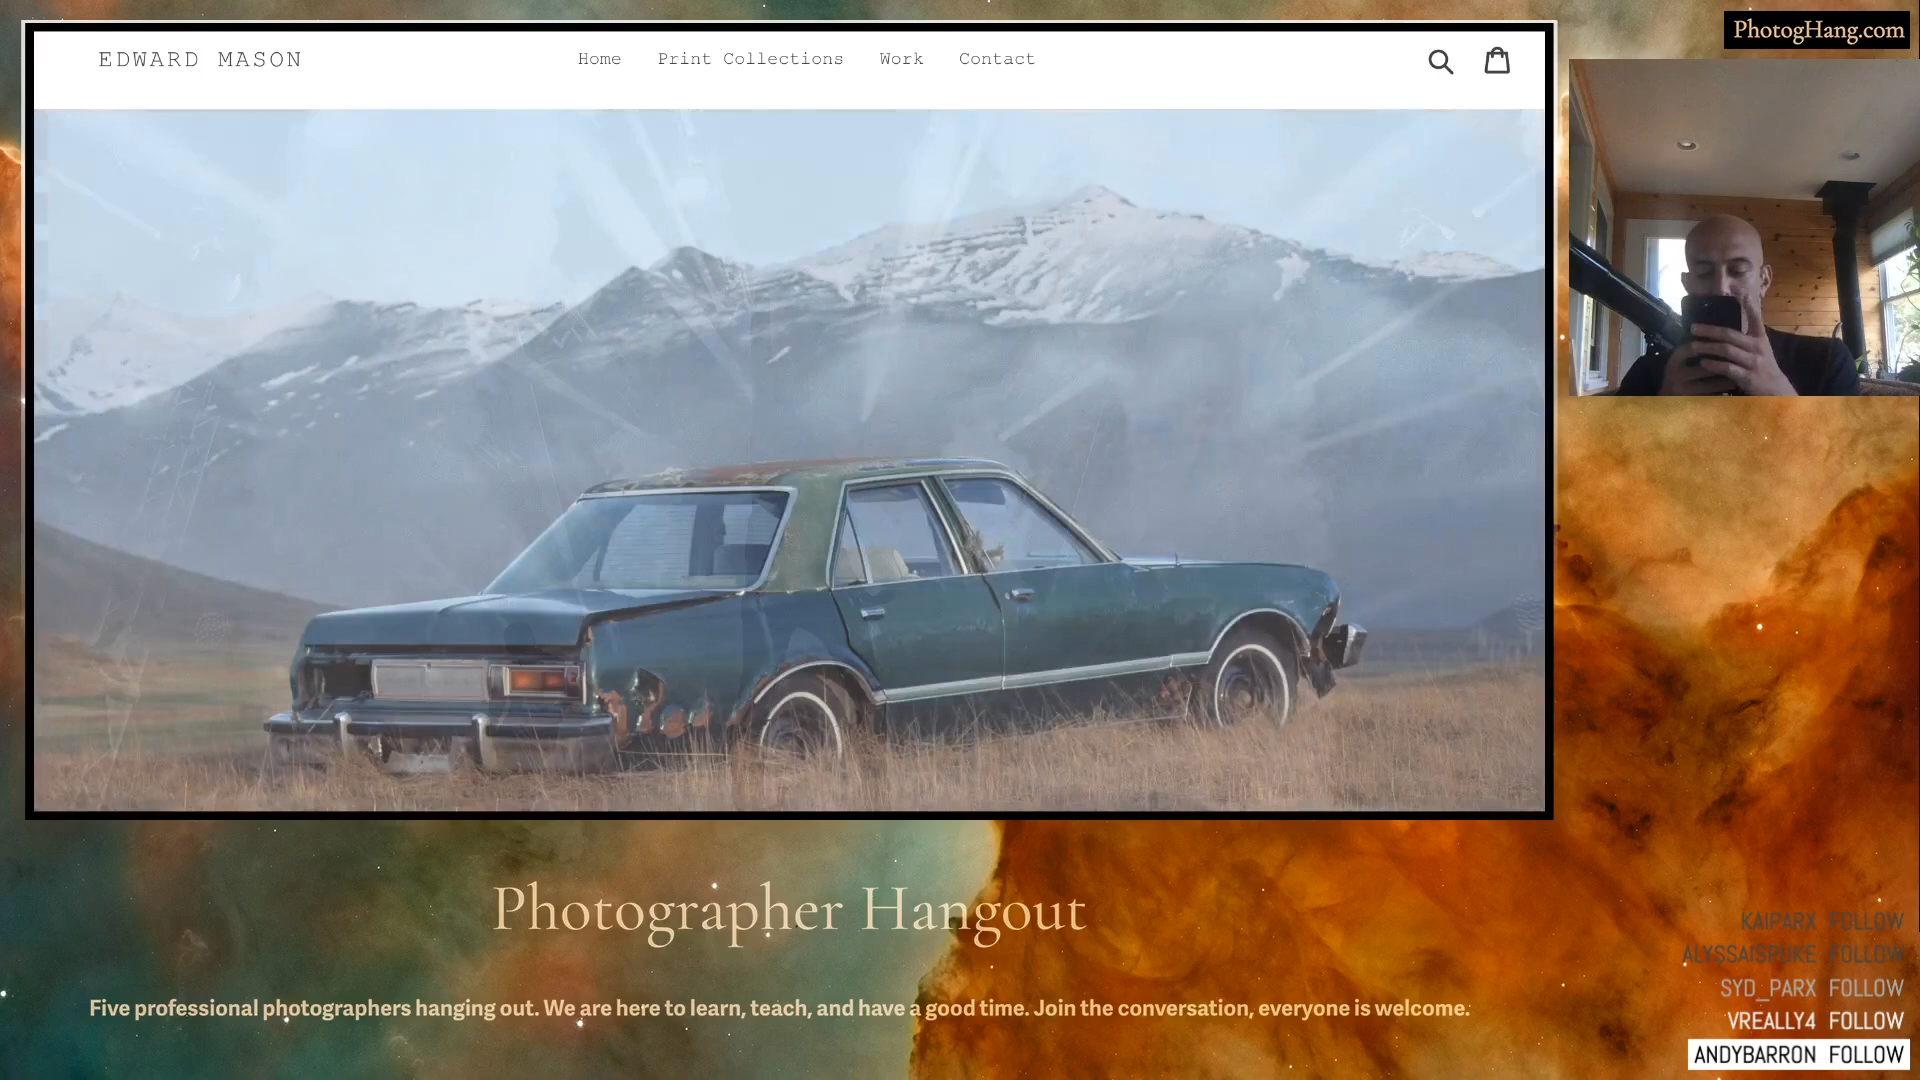 PhotogHang.com
EDWARD MASON
Home Print Collections Work Contact
Photographer Hangout
Five professional photographers hanging out. We are here to learn, teach, and have a good time. Join the conversation, everyone is welcome.
KAIPARX FOLLOW
ALYSSAISPUKE FOLLOW
SYD_PARX FOLLOW
VREALLY4 FOLLOW
ANDYBARRON FOLLOW